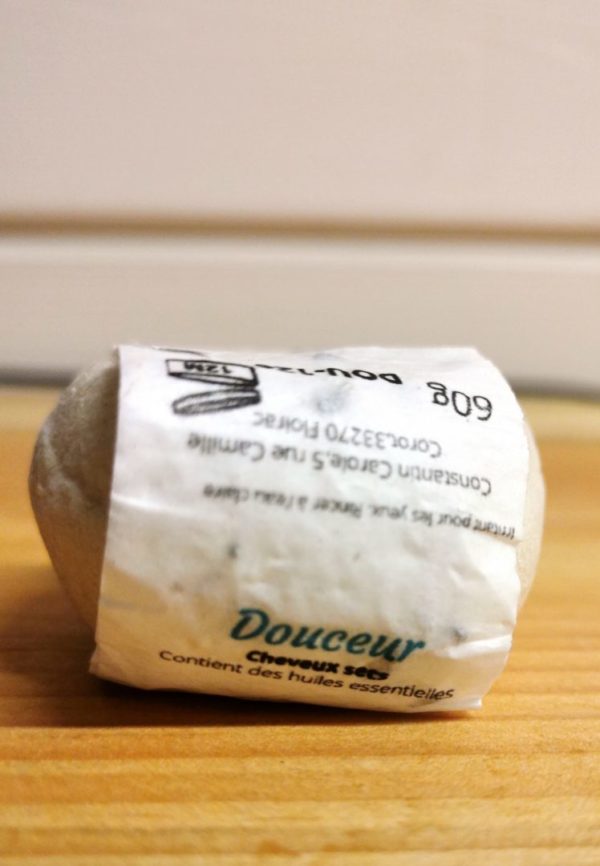 Douceur
Cheveux secs
Contient des huiles essentielles
Irritant pour les yeux. Rincer à l'eau claire
Constantin Carole,5 rue Camille
Corot.33270 Floirac
60g
12M